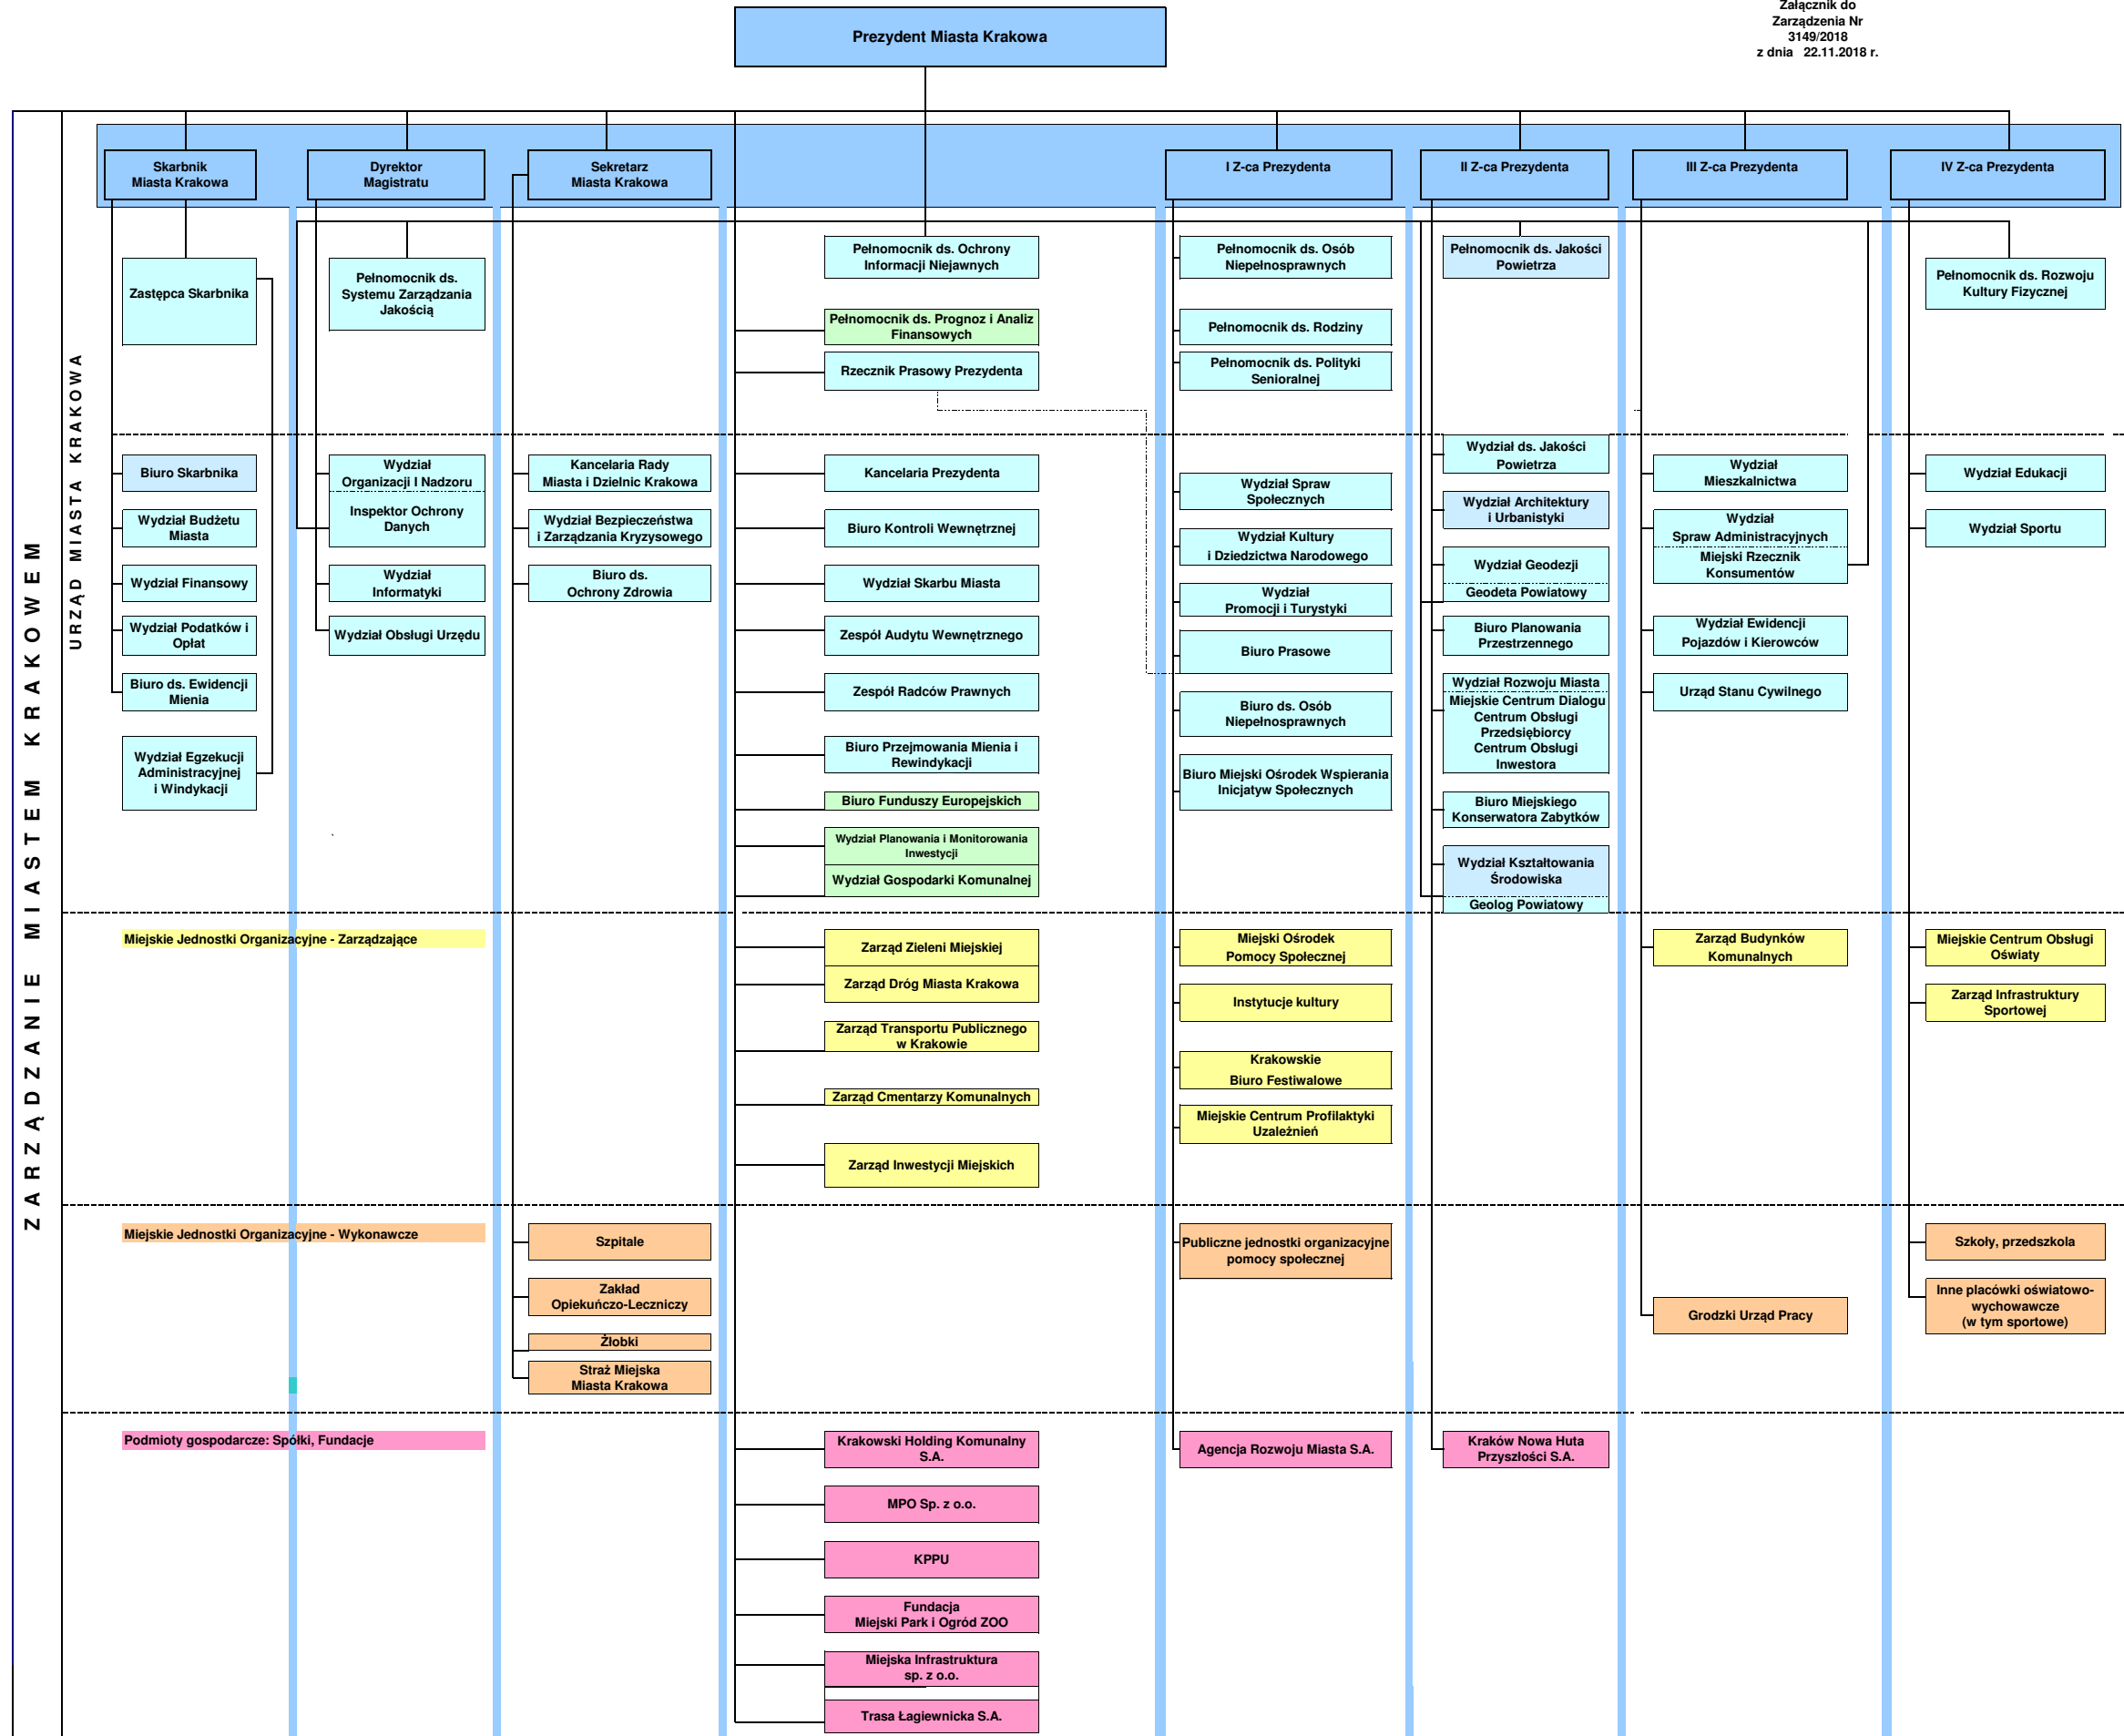 Załącznik do
Zarządzenia Nr
3149/2018
z dnia 22.11.2018 r.
Prezydent Miasta Krakowa
ZARZĄDZANIE MIASTEM KRAKOWEM
URZĄD MIASTA KRAKOWA
Skarbnik
Miasta Krakowa
Dyrektor
Magistratu
Sekretarz
Miasta Krakowa
I Z-ca Prezydenta
II Z-ca Prezydenta
III Z-ca Prezydenta
IV Z-ca Prezydenta
Zastępca Skarbnika
Pełnomocnik ds.
Systemu Zarządzania
Jakością
Pełnomocnik ds. Ochrony
Informacji Niejawnych
Pełnomocnik ds. Prognoz i Analiz
Finansowych
Rzecznik Prasowy Prezydenta
Pełnomocnik ds. Osób
Niepełnosprawnych
Pełnomocnik ds. Rodziny
Pełnomocnik ds. Polityki
Senioralnej
Pełnomocnik ds. Jakości
Powietrza
Pełnomocnik ds. Rozwoju
Kultury Fizycznej
Biuro Skarbnika
Wydział Budżetu
Miasta
Wydział Finansowy
Wydział Podatków i
Opłat
Biuro ds. Ewidencji
Mienia
Wydział Egzekucji
Administracyjnej
i Windykacji
Wydział
Organizacji I Nadzoru
Inspektor Ochrony
Danych
Wydział
Informatyki
Wydział Obsługi Urzędu
Kancelaria Rady
Miasta i Dzielnic Krakowa
Wydział Bezpieczeństwa
i Zarządzania Kryzysowego
Biuro ds.
Ochrony Zdrowia
Kancelaria Prezydenta
Biuro Kontroli Wewnętrznej
Wydział Skarbu Miasta
Zespół Audytu Wewnętrznego
Zespół Radców Prawnych
Biuro Przejmowania Mienia i
Rewindykacji
Biuro Funduszy Europejskich
Wydział Planowania i Monitorowania
Inwestycji
Wydział Gospodarki Komunalnej
Wydział Spraw
Społecznych
Wydział Kultury
i Dziedzictwa Narodowego
Wydział
Promocji i Turystyki
Biuro Prasowe
Biuro ds. Osób
Niepełnosprawnych
Biuro Miejski Ośrodek Wspierania
Inicjatyw Społecznych
Wydział ds. Jakości
Powietrza
Wydział Architektury
i Urbanistyki
Wydział Geodezji
Geodeta Powiatowy
Biuro Planowania
Przestrzennego
Wydział Rozwoju Miasta
Miejskie Centrum Dialogu
Centrum Obsługi
Przedsiębiorcy
Centrum Obsługi
Inwestora
Biuro Miejskiego
Konserwatora Zabytków
Wydział Kształtowania
Środowiska
Geolog Powiatowy
Wydział
Mieszkalnictwa
Wydział
Spraw Administracyjnych
Miejski Rzecznik
Konsumentów
Wydział Ewidencji
Pojazdów i Kierowców
Urząd Stanu Cywilnego
Wydział Edukacji
Wydział Sportu
Miejskie Jednostki Organizacyjne - Zarządzające
Zarząd Zieleni Miejskiej
Zarząd Dróg Miasta Krakowa
Zarząd Transportu Publicznego
w Krakowie
Zarząd Cmentarzy Komunalnych
Zarząd Inwestycji Miejskich
Miejski Ośrodek
Pomocy Społecznej
Instytucje kultury
Krakowskie
Biuro Festiwalowe
Miejskie Centrum Profilaktyki
Uzależnień
Zarząd Budynków
Komunalnych
Miejskie Centrum Obsługi
Oświaty
Zarząd Infrastruktury
Sportowej
Miejskie Jednostki Organizacyjne - Wykonawcze
Szpitale
Zakład
Opiekuńczo-Leczniczy
Żłobki
Straż Miejska
Miasta Krakowa
Publiczne jednostki organizacyjne
pomocy społecznej
Grodzki Urząd Pracy
Szkoły, przedszkola
Inne placówki oświatowo-
wychowawcze
(w tym sportowe)
Podmioty gospodarcze: Spółki, Fundacje
Krakowski Holding Komunalny
S.A.
MPO Sp. z o.o.
KPPU
Fundacja
Miejski Park i Ogród ZOO
Miejska Infrastruktura
sp. z o.o.
Trasa Łagiewnicka S.A.
Agencja Rozwoju Miasta S.A.
Kraków Nowa Huta
Przyszłości S.A.